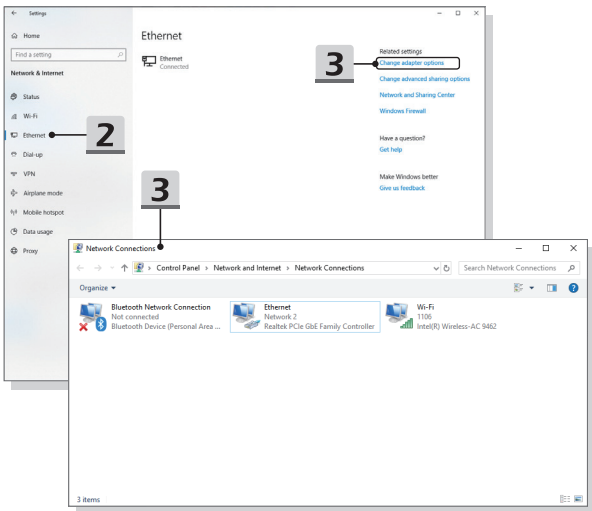 Settings
Home
Find a setting
Network & Internet
Status
Wi-Fi
Ethernet
Dial-up
VPN
Airplane mode
Mobile hotspot
Data usage
Proxy
2
Ethernet
Ethernet
Connected
3
Related settings
Change adapter options
Change advanced sharing options
Network and Sharing Center
Windows Firewall
Have a question?
Get help
Make Windows better
Give us feedback
3
Network Connections
Control Panel > Network and Internet > Network Connections
Search Network Connections
Organize
Bluetooth Network Connection
Not connected
Bluetooth Device (Personal Area ...
Ethernet
Network 2
Realtek PCIe GbE Family Controller
Wi-Fi
1106
Intel(R) Wireless-AC 9462
3 items